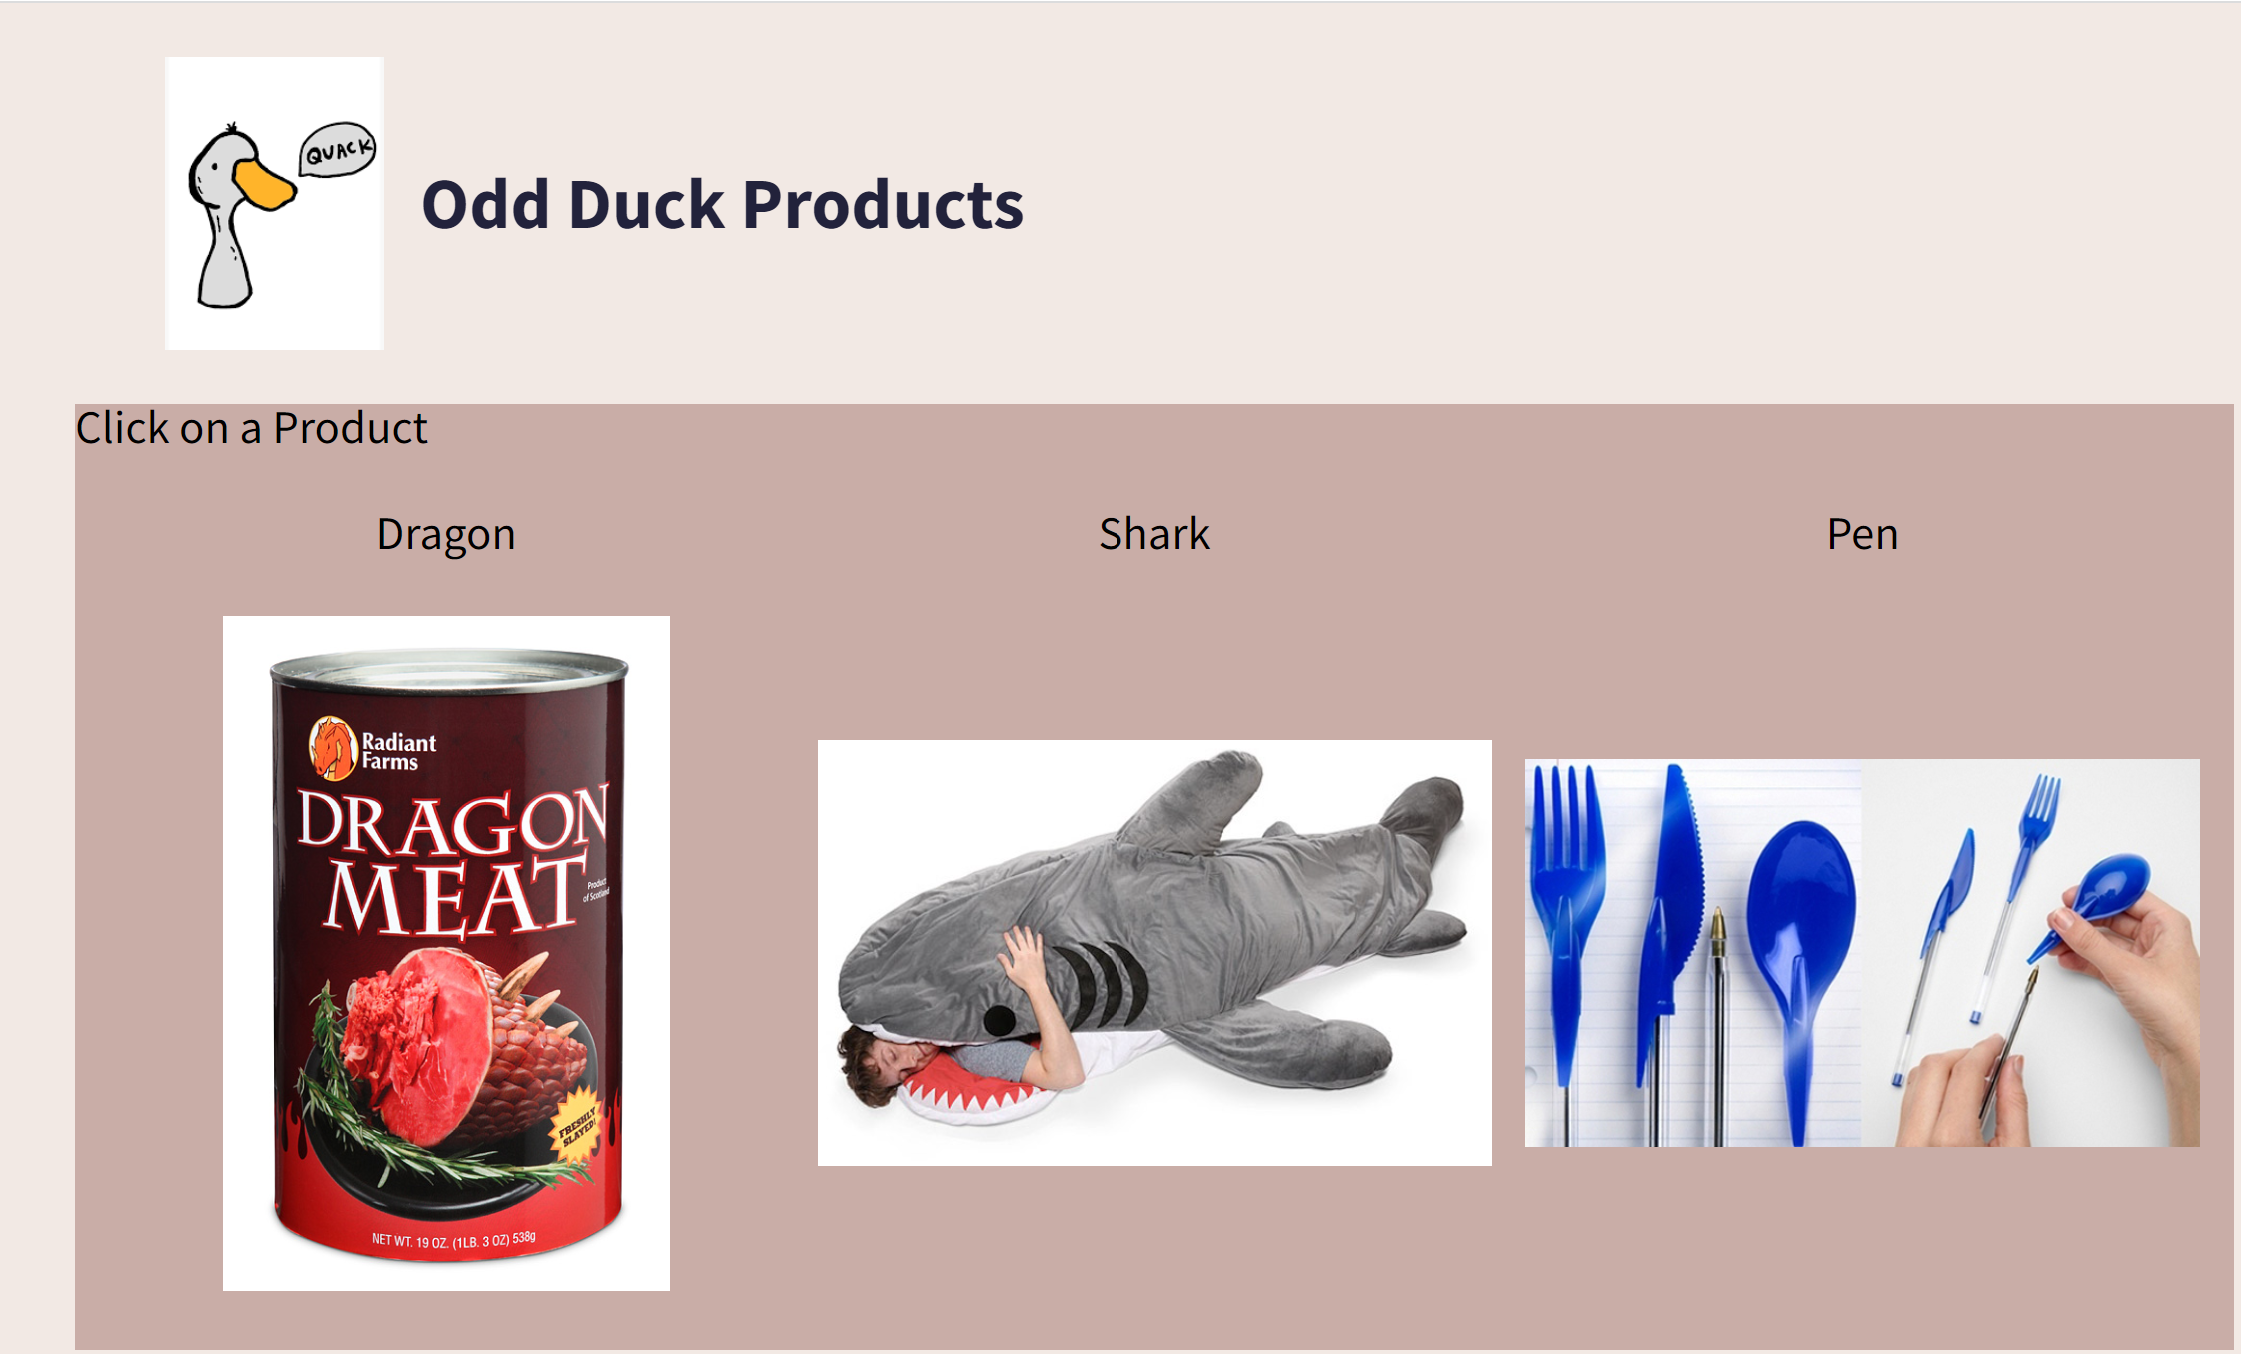 QUACK
Odd Duck Products
Click on a Product
Dragon
Shark
Pen
Radiant
Farms
DRAGON
MEAT
Product
of Scotland
FRESHLY
SLAYED!
NET WT. 19 OZ. (1LB. 3 OZ) 538g